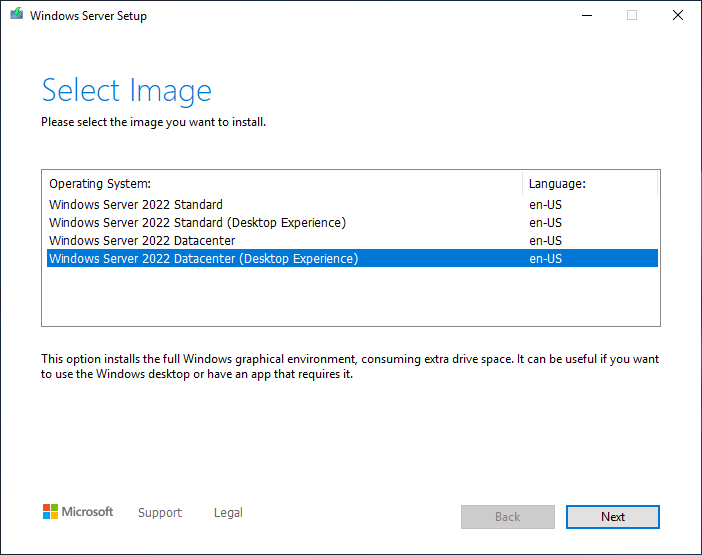 Windows Server Setup
Select Image
Please select the image you want to install.
Operating System: Language:
Windows Server 2022 Standard en-US
Windows Server 2022 Standard (Desktop Experience) en-US
Windows Server 2022 Datacenter en-US
Windows Server 2022 Datacenter (Desktop Experience) en-US
This option installs the full Windows graphical environment, consuming extra drive space. It can be useful if you want
to use the Windows desktop or have an app that requires it.
Microsoft Support Legal Back Next